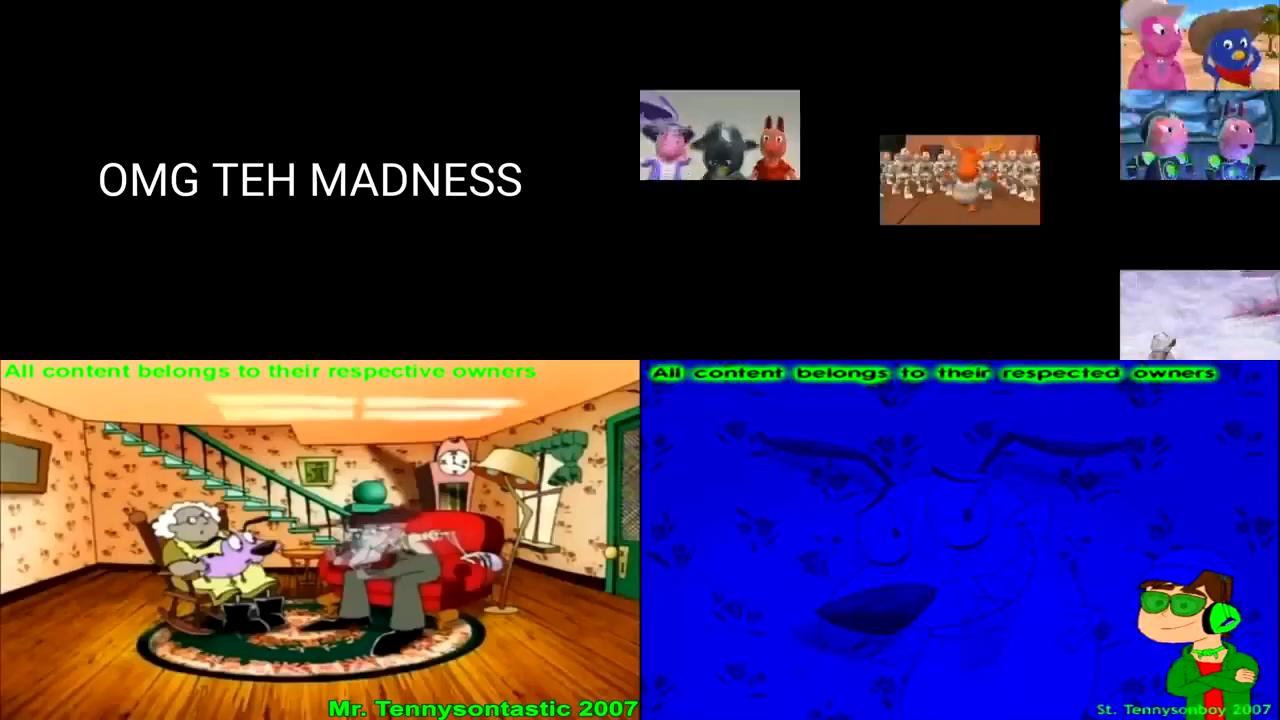 OMG TEH MADNESS
All content belongs to their respective owners
All content belongs to their respected owners
Mr. Tennysontastic 2007
St. Tennysonboy 2007